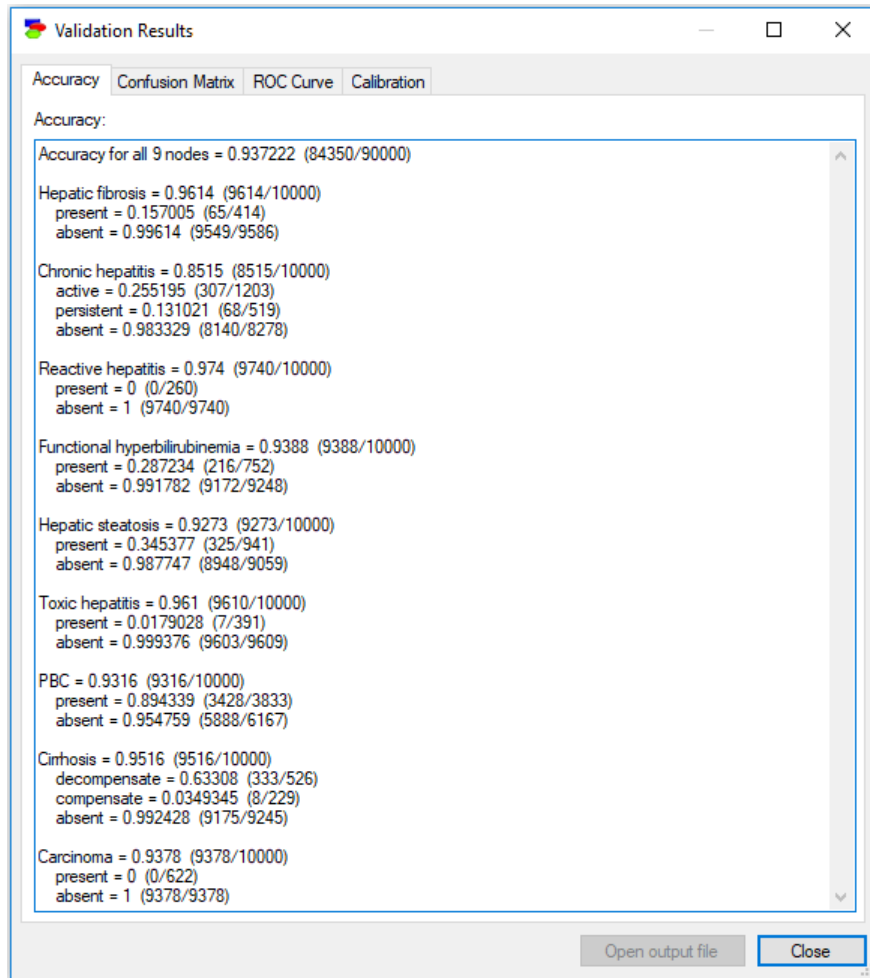 Validation Results
Accuracy Confusion Matrix ROC Curve Calibration
Accuracy:
Accuracy for all 9 nodes = 0.937222 (84350/90000)
Hepatic fibrosis = 0.9614 (9614/10000)
present = 0.157005 (65/414)
absent = 0.99614 (9549/9586)
Chronic hepatitis = 0.8515 (8515/10000)
active = 0.255195 (307/1203)
persistent = 0.131021 (68/519)
absent = 0.983329 (8140/8278)
Reactive hepatitis = 0.974 (9740/10000)
present = 0 (0/260)
absent = 1 (9740/9740)
Functional hyperbilirubinemia = 0.9388 (9388/10000)
present = 0.287234 (216/752)
absent = 0.991782 (9172/9248)
Hepatic steatosis = 0.9273 (9273/10000)
present = 0.345377 (325/941)
absent = 0.987747 (8948/9059)
Toxic hepatitis = 0.961 (9610/10000)
present = 0.0179028 (7/391)
absent = 0.999376 (9603/9609)
PBC = 0.9316 (9316/10000)
present = 0.894339 (3428/3833)
absent = 0.954759 (5888/6167)
Cirrhosis = 0.9516 (9516/10000)
decompensate = 0.63308 (333/526)
compensate = 0.0349345 (8/229)
absent = 0.992428 (9175/9245)
Carcinoma = 0.9378 (9378/10000)
present = 0 (0/622)
absent = 1 (9378/9378)
Open output file Close